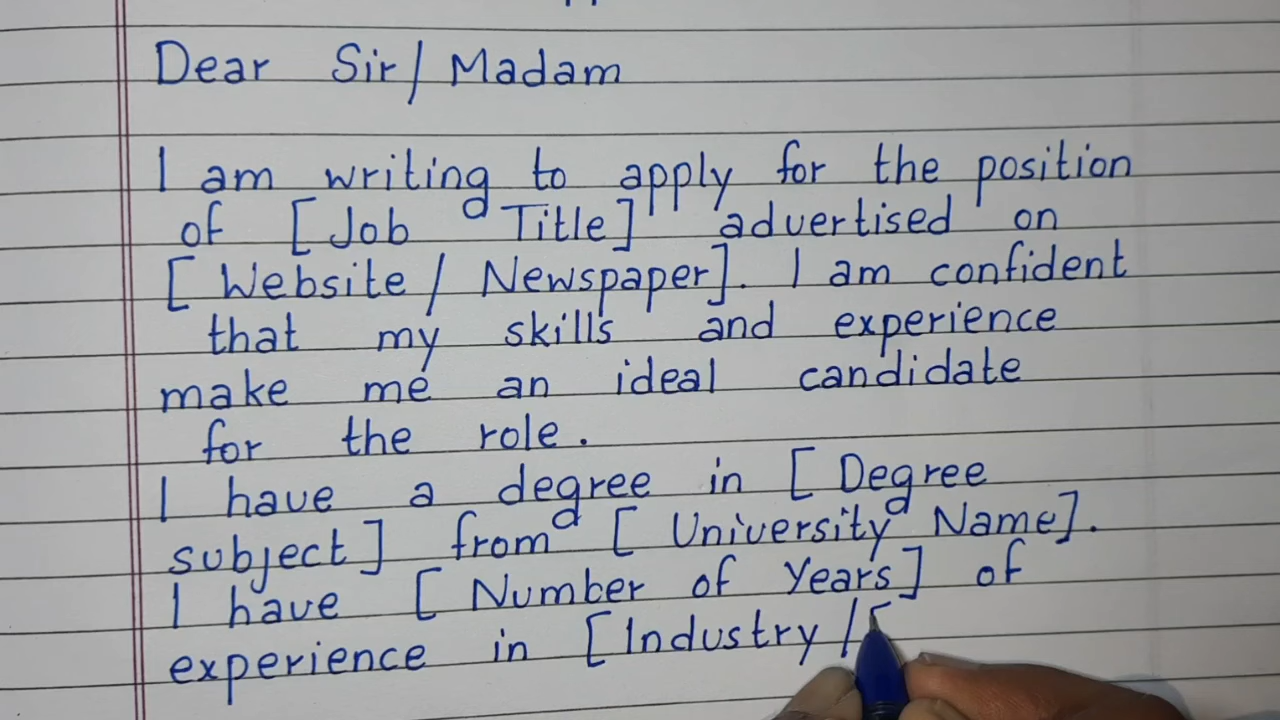 Dear Sir/Madam
I am writing to apply for the position
of [Job Title] advertised on
[Website/Newspaper]. I am confident
that my skills and experience
make me an ideal candidate
for the role.
I have a degree in [Degree
subject] from [University Name].
I have [Number of Years] of
experience in [Industry/